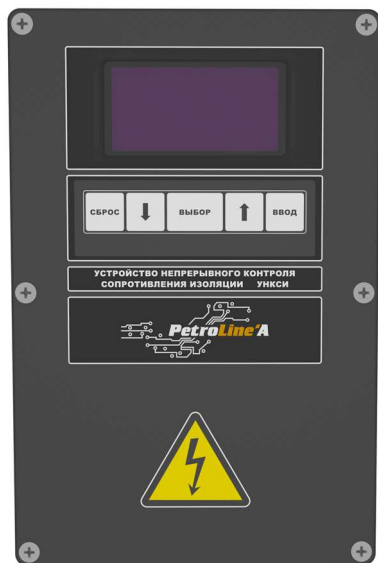 СБРОС ВЫБОР ВВОД
УСТРОЙСТВО НЕПРЕРЫВНОГО КОНТРОЛЯ
СОПРОТИВЛЕНИЯ ИЗОЛЯЦИИ УНКСИ
PetroLine'A